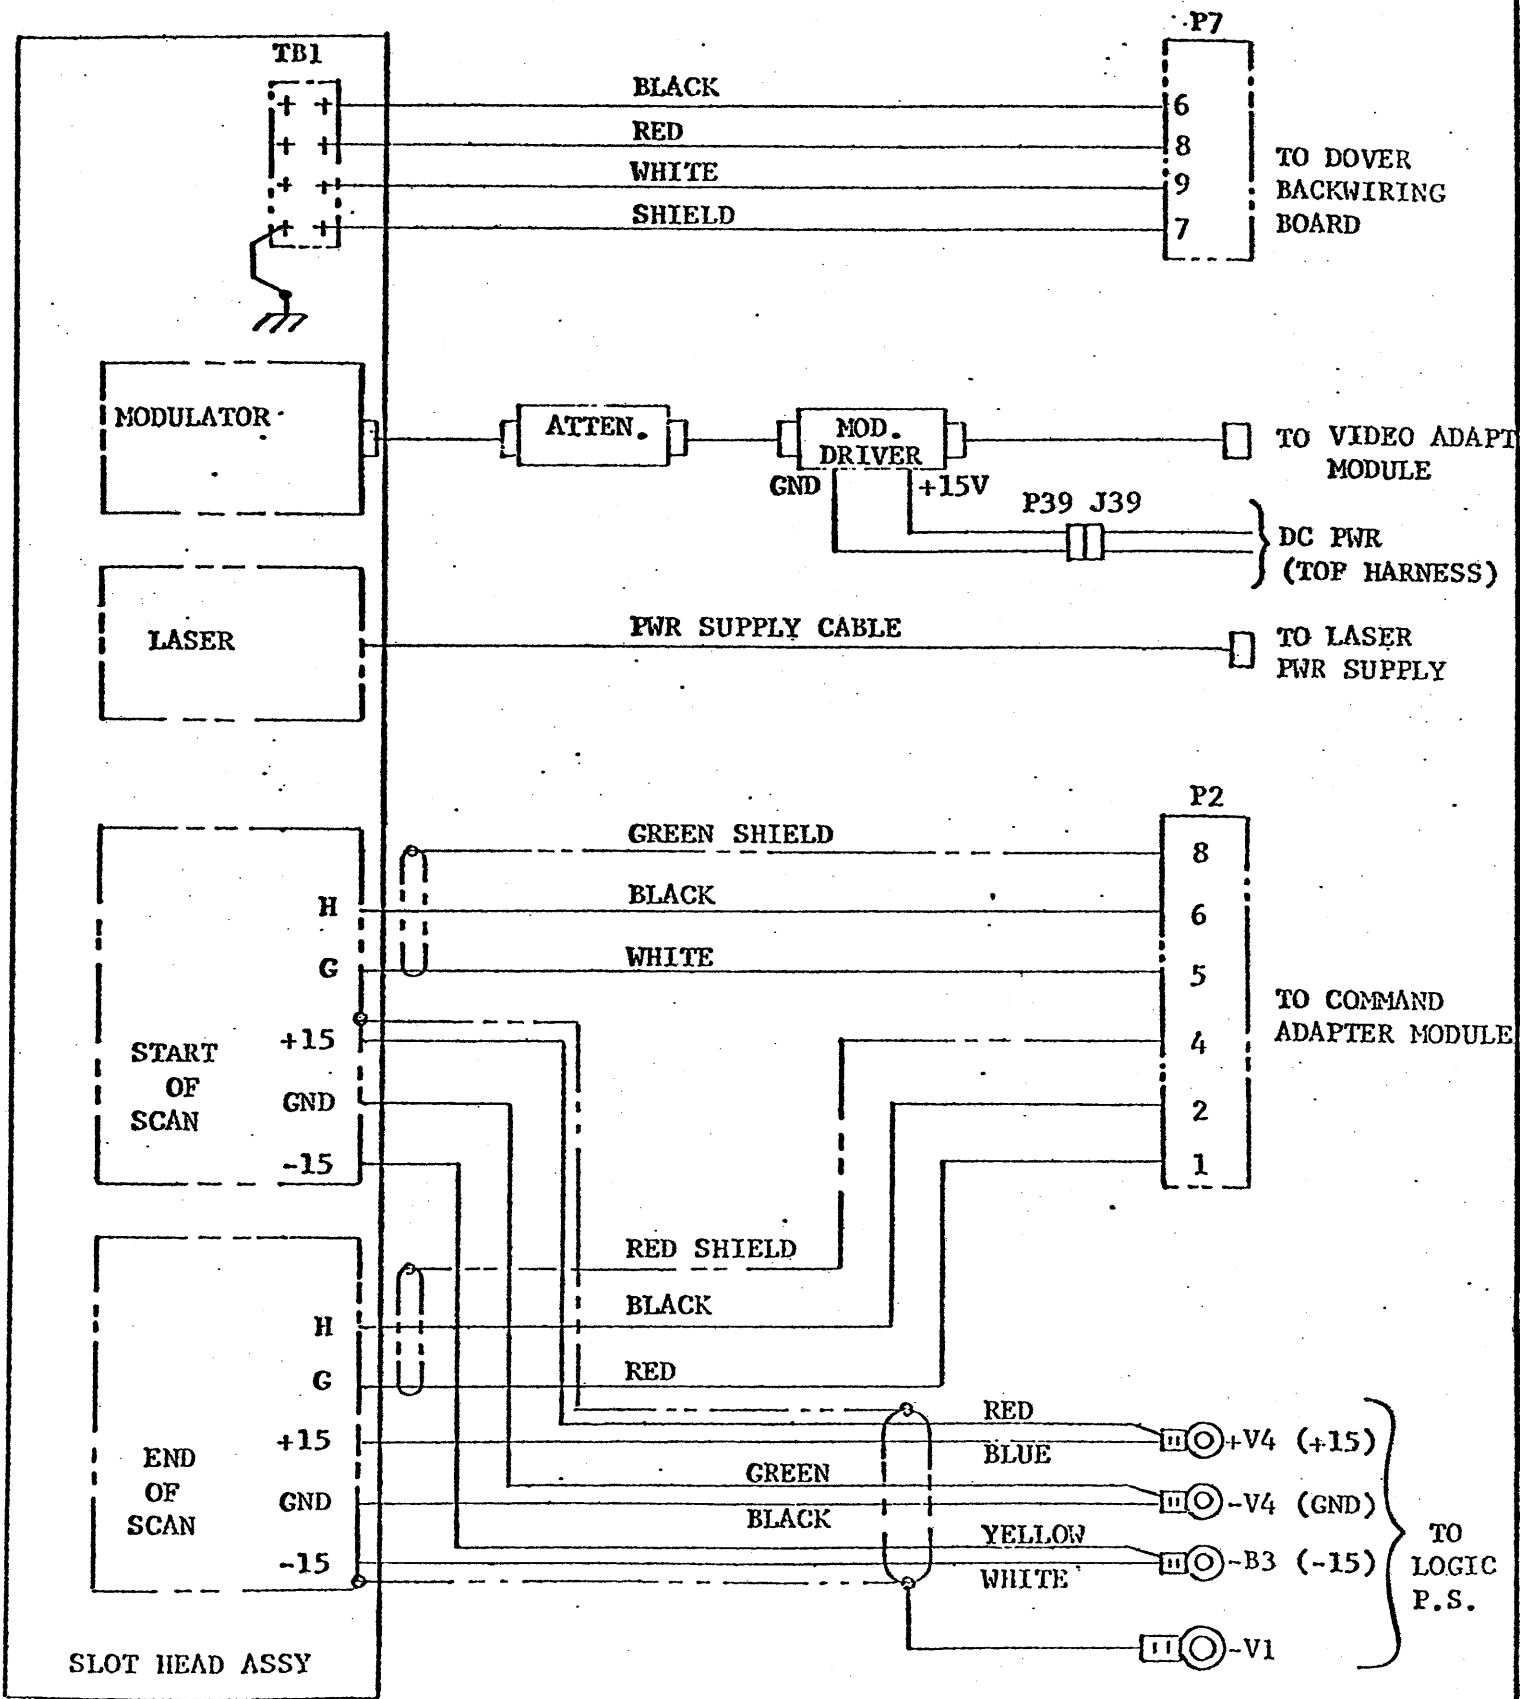 P7
TB1
BLACK
6
RED
8
WHITE
9
SHIELD
7
TO DOVER
BACKWIRING
BOARD
MODULATOR
ATTEN.
MOD.
DRIVER
GND
+15V
TO VIDEO ADAPT
MODULE
P39 J39
DC PWR
(TOP HARNESS)
LASER
PWR SUPPLY CABLE
TO LASER
PWR SUPPLY
P2
GREEN SHIELD
8
H
BLACK
6
G
WHITE
5
TO COMMAND
ADAPTER MODULE
+15
4
START
OF
SCAN
GND
2
-15
1
RED SHIELD
H
BLACK
G
RED
RED
+15
BLUE
+V4 (+15)
END
OF
SCAN
GREEN
GND
BLACK
-V4 (GND)
YELLOW
-15
WHITE
-B3 (-15)
TO
LOGIC
P.S.
-V1
SLOT HEAD ASSY